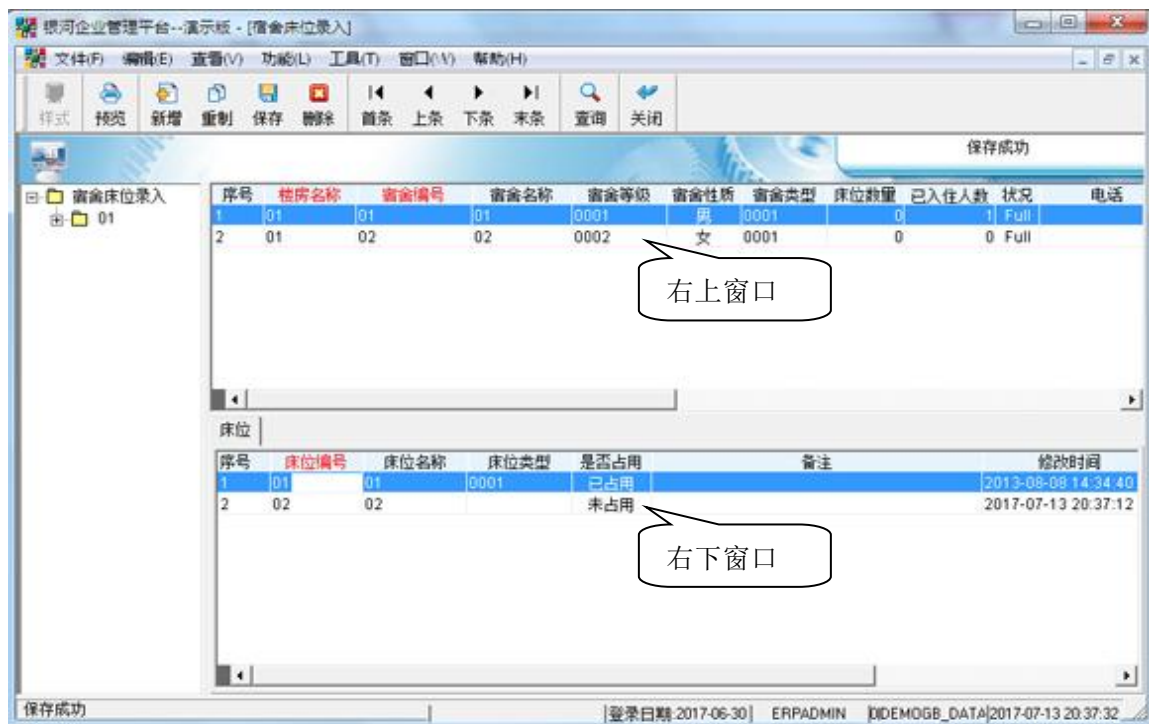 银河企业管理平台--演示版 - [宿舍床位录入]
文件(F) 编辑(E) 查看(V) 功能(L) 工具(T) 窗口(W) 帮助(H)
样式 预览 新增 重制 保存 删除 首条 上条 下条 末条 查询 关闭
保存成功
宿舍床位录入
01
序号 楼房名称 宿舍编号 宿舍名称 宿舍等级 宿舍性质 宿舍类型 床位数量 已入住人数 状况 电话
1 01 01 01 0001 男 0001 0 1 Full
2 01 02 02 0002 女 0001 0 0 Full
右上窗口
床位
序号 床位编号 床位名称 床位类型 是否占用 备注 修改时间
1 01 01 0001 已占用 2013-08-08 14:34:40
2 02 02 未占用 2017-07-13 20:37:12
右下窗口
保存成功 登录日期:2017-06-30 ERPADMIN DIDEMOGB_DATA 2017-07-13 20:37:32